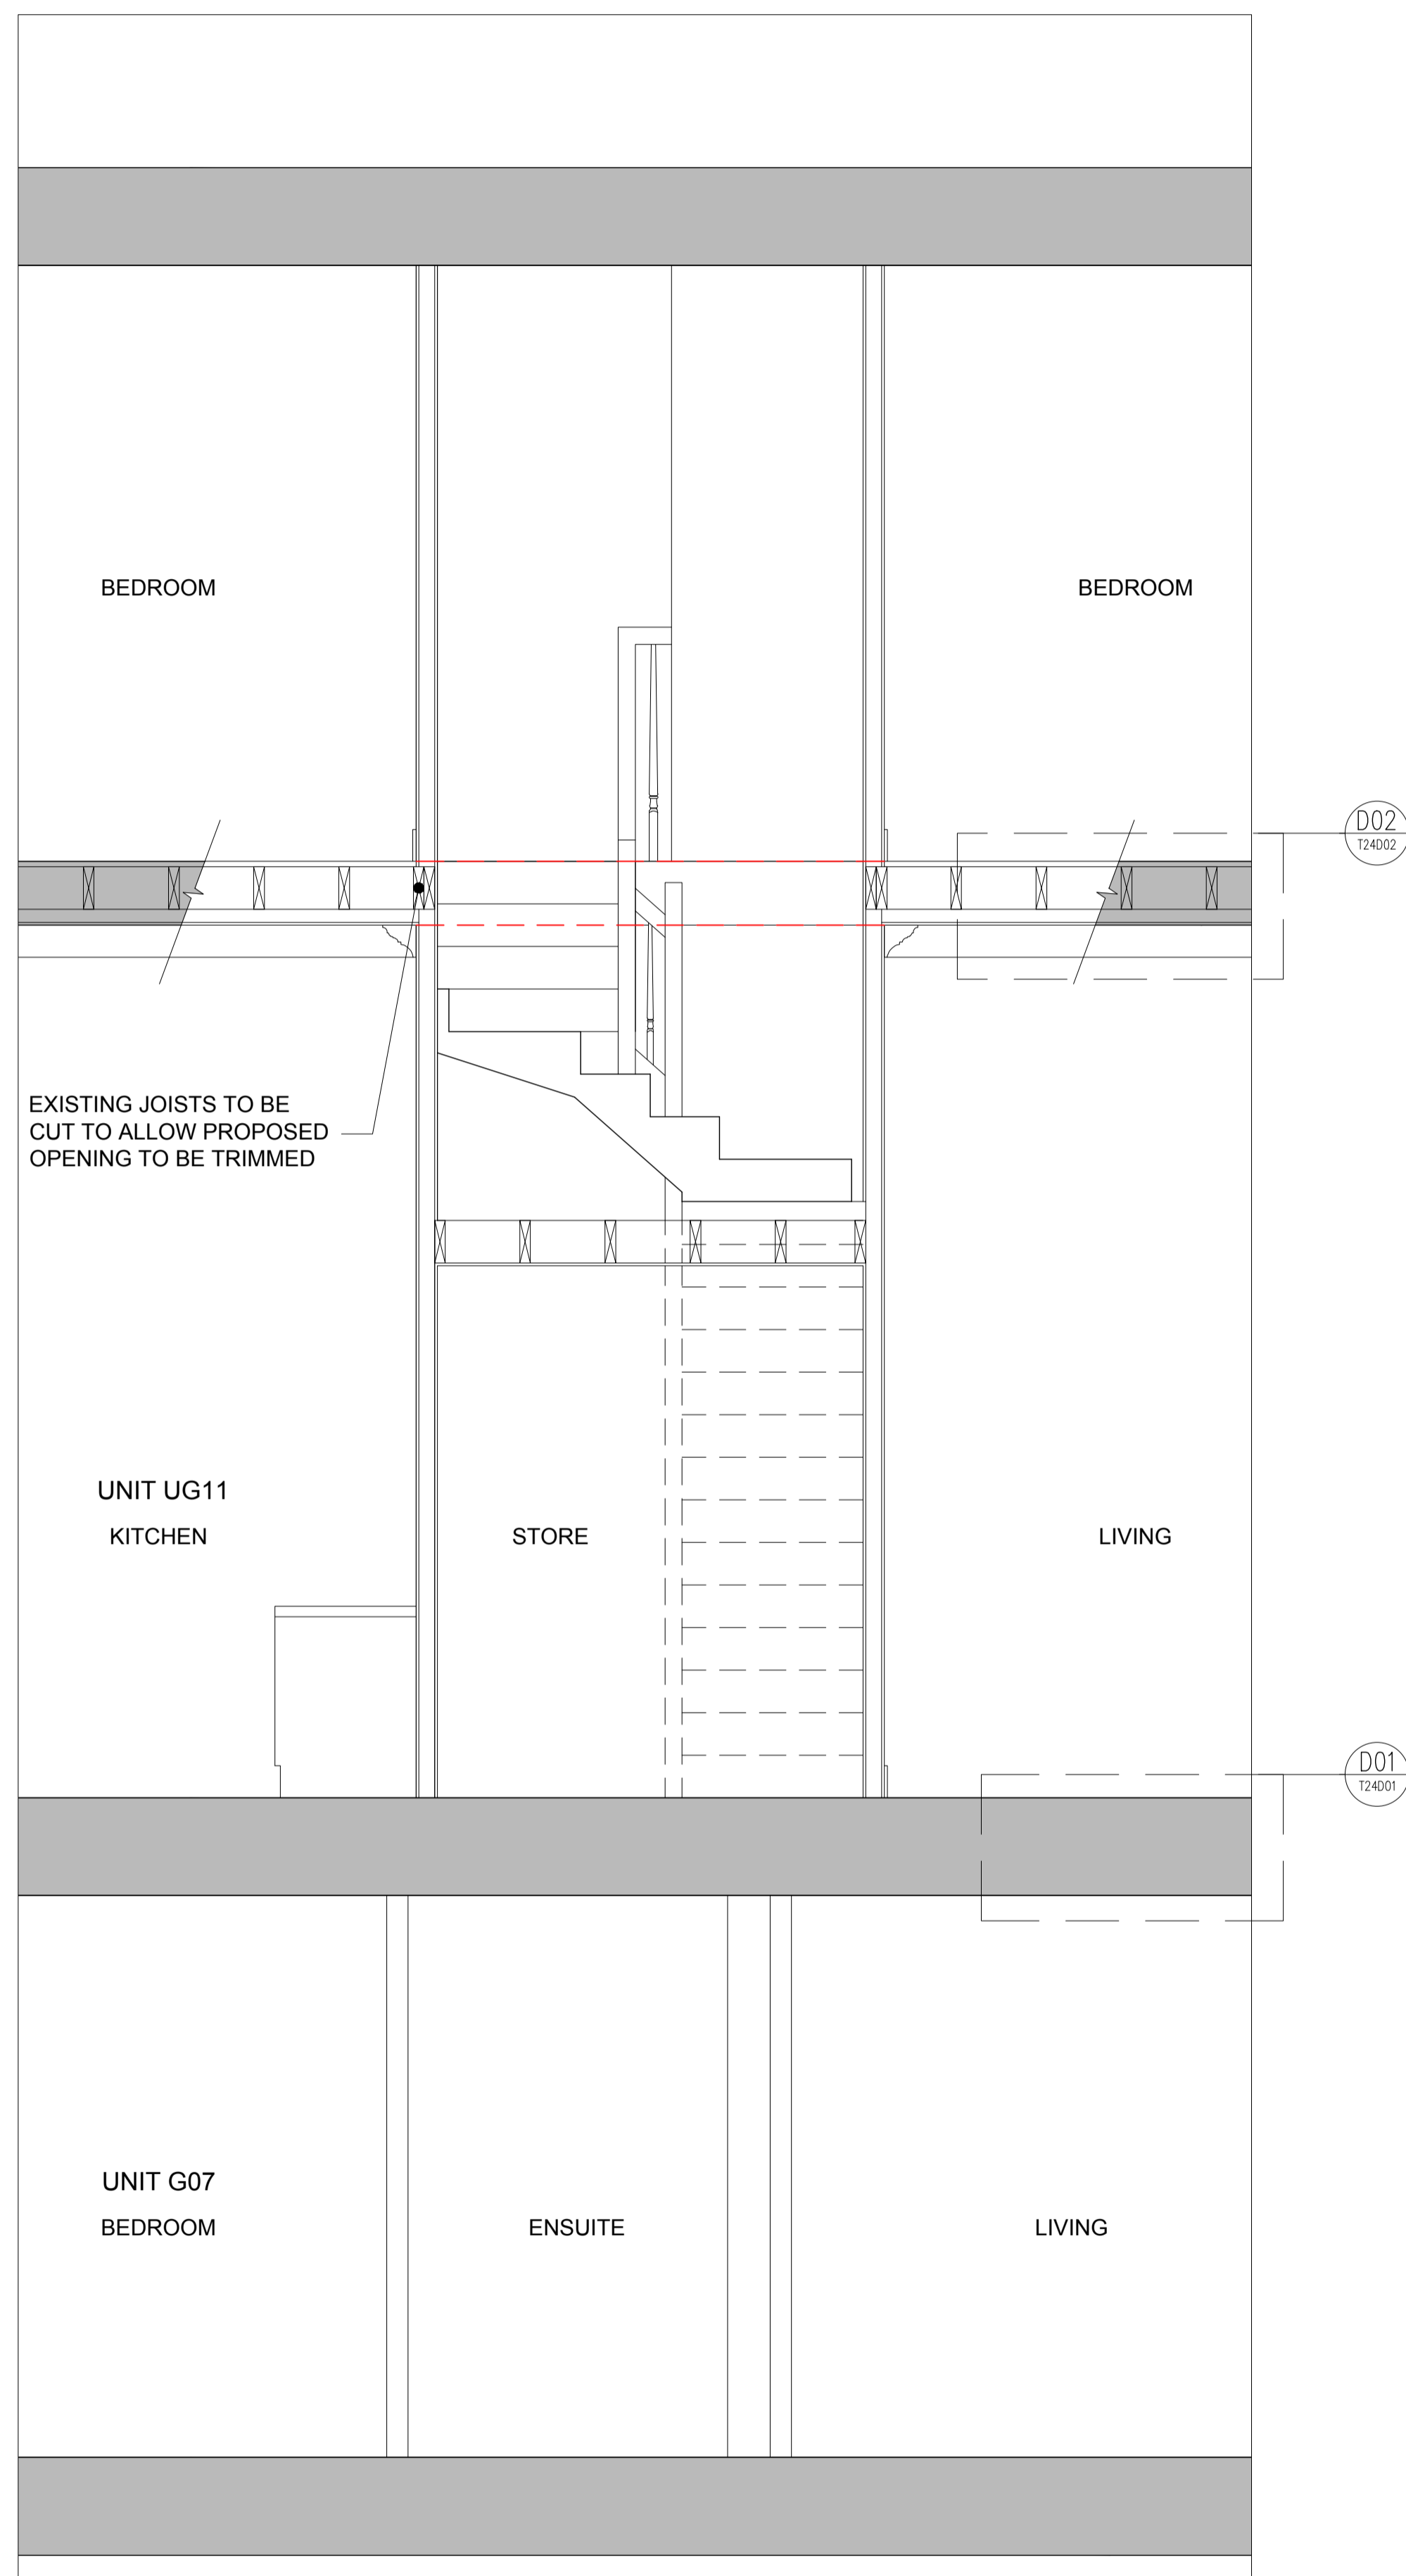 BEDROOM
BEDROOM
D02
T24D02
EXISTING JOISTS TO BE
CUT TO ALLOW PROPOSED
OPENING TO BE TRIMMED
UNIT UG11
KITCHEN
STORE
LIVING
D01
T24D01
UNIT G07
BEDROOM
ENSUITE
LIVING